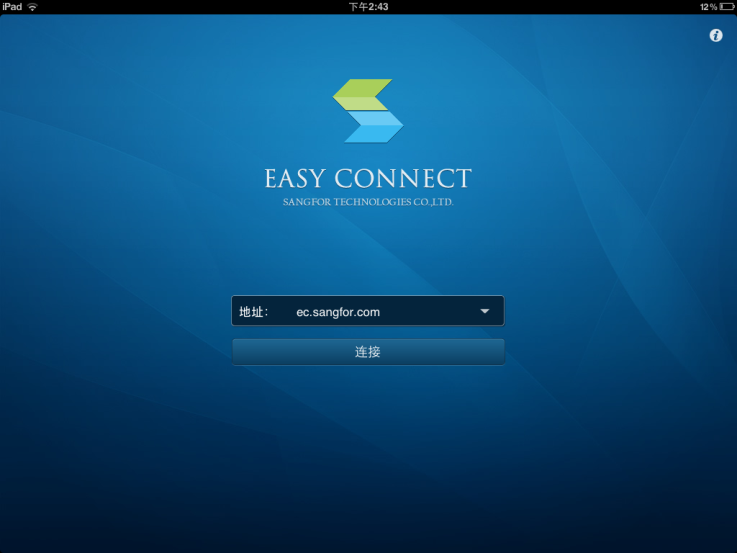 iPad 下午2:43 12%
EASY CONNECT
SANGFOR TECHNOLOGIES CO.,LTD.
地址： ec.sangfor.com
连接